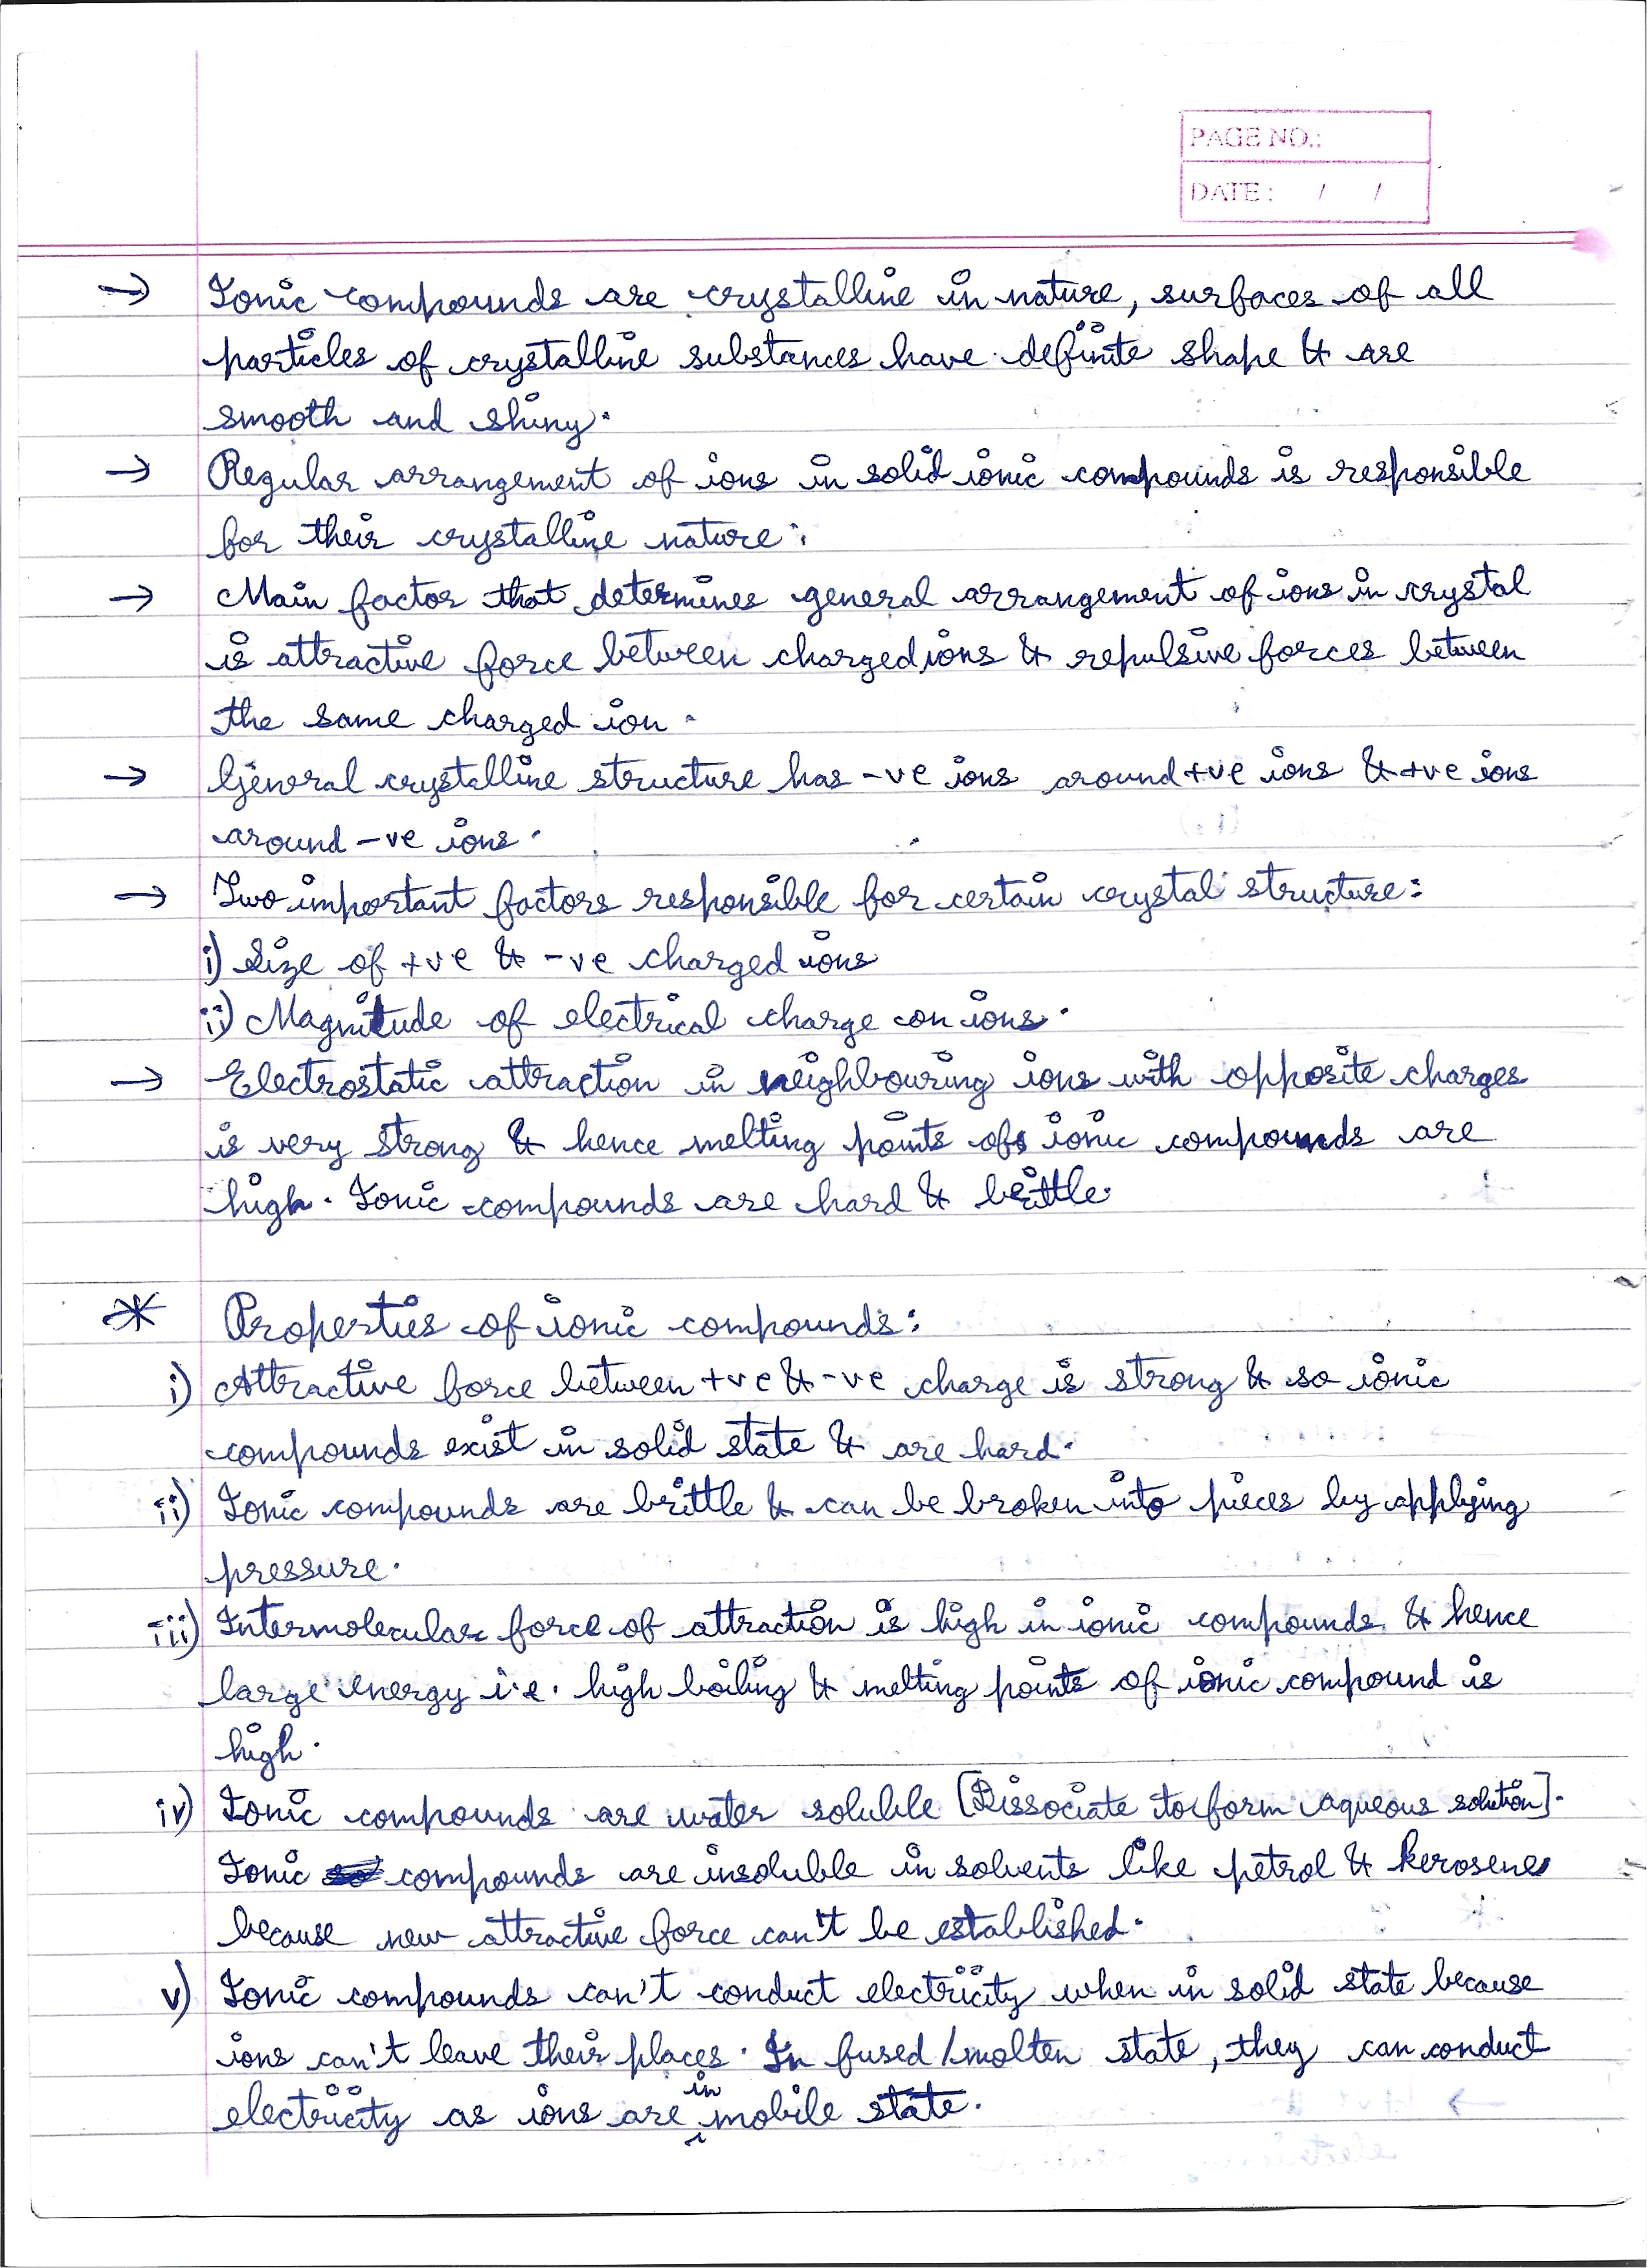 PAGE NO.:
DATE: / /
→ Ionic compounds are crystalline in nature, surfaces of all
particles of crystalline substances have definite shape & are
smooth and shiny.
→ Regular arrangement of ions in solid ionic compounds is responsible
for their crystalline nature.
→ Main factor that determines general arrangement of ions in crystal
is attractive force between charged ions & repulsive forces between
the same charged ion.
→ General crystalline structure has -ve ions around +ve ions & +ve ions
around -ve ions.
→ Two important factors responsible for certain crystal structure:
i) Size of +ve & -ve charged ions
ii) Magnitude of electrical charge on ions.
→ Electrostatic attraction in neighbouring ions with opposite charges
is very strong & hence melting points of ionic compounds are
high. Ionic compounds are hard & brittle.
* Properties of ionic compounds:
i) Attractive force between +ve & -ve charge is strong & so ionic
compounds exist in solid state & are hard.
ii) Ionic compounds are brittle & can be broken into pieces by applying
pressure.
iii) Intermolecular force of attraction is high in ionic compounds & hence
large energy i.e. high boiling & melting points of ionic compound is
high.
iv) Ionic compounds are water soluble [Dissociate to form aqueous solution].
Ionic compounds are insoluble in solvents like petrol & kerosene
because new attractive force can't be established.
v) Ionic compounds can't conduct electricity when in solid state because
ions can't leave their places. In fused/molten state, they can conduct
electricity as ions are in mobile state.